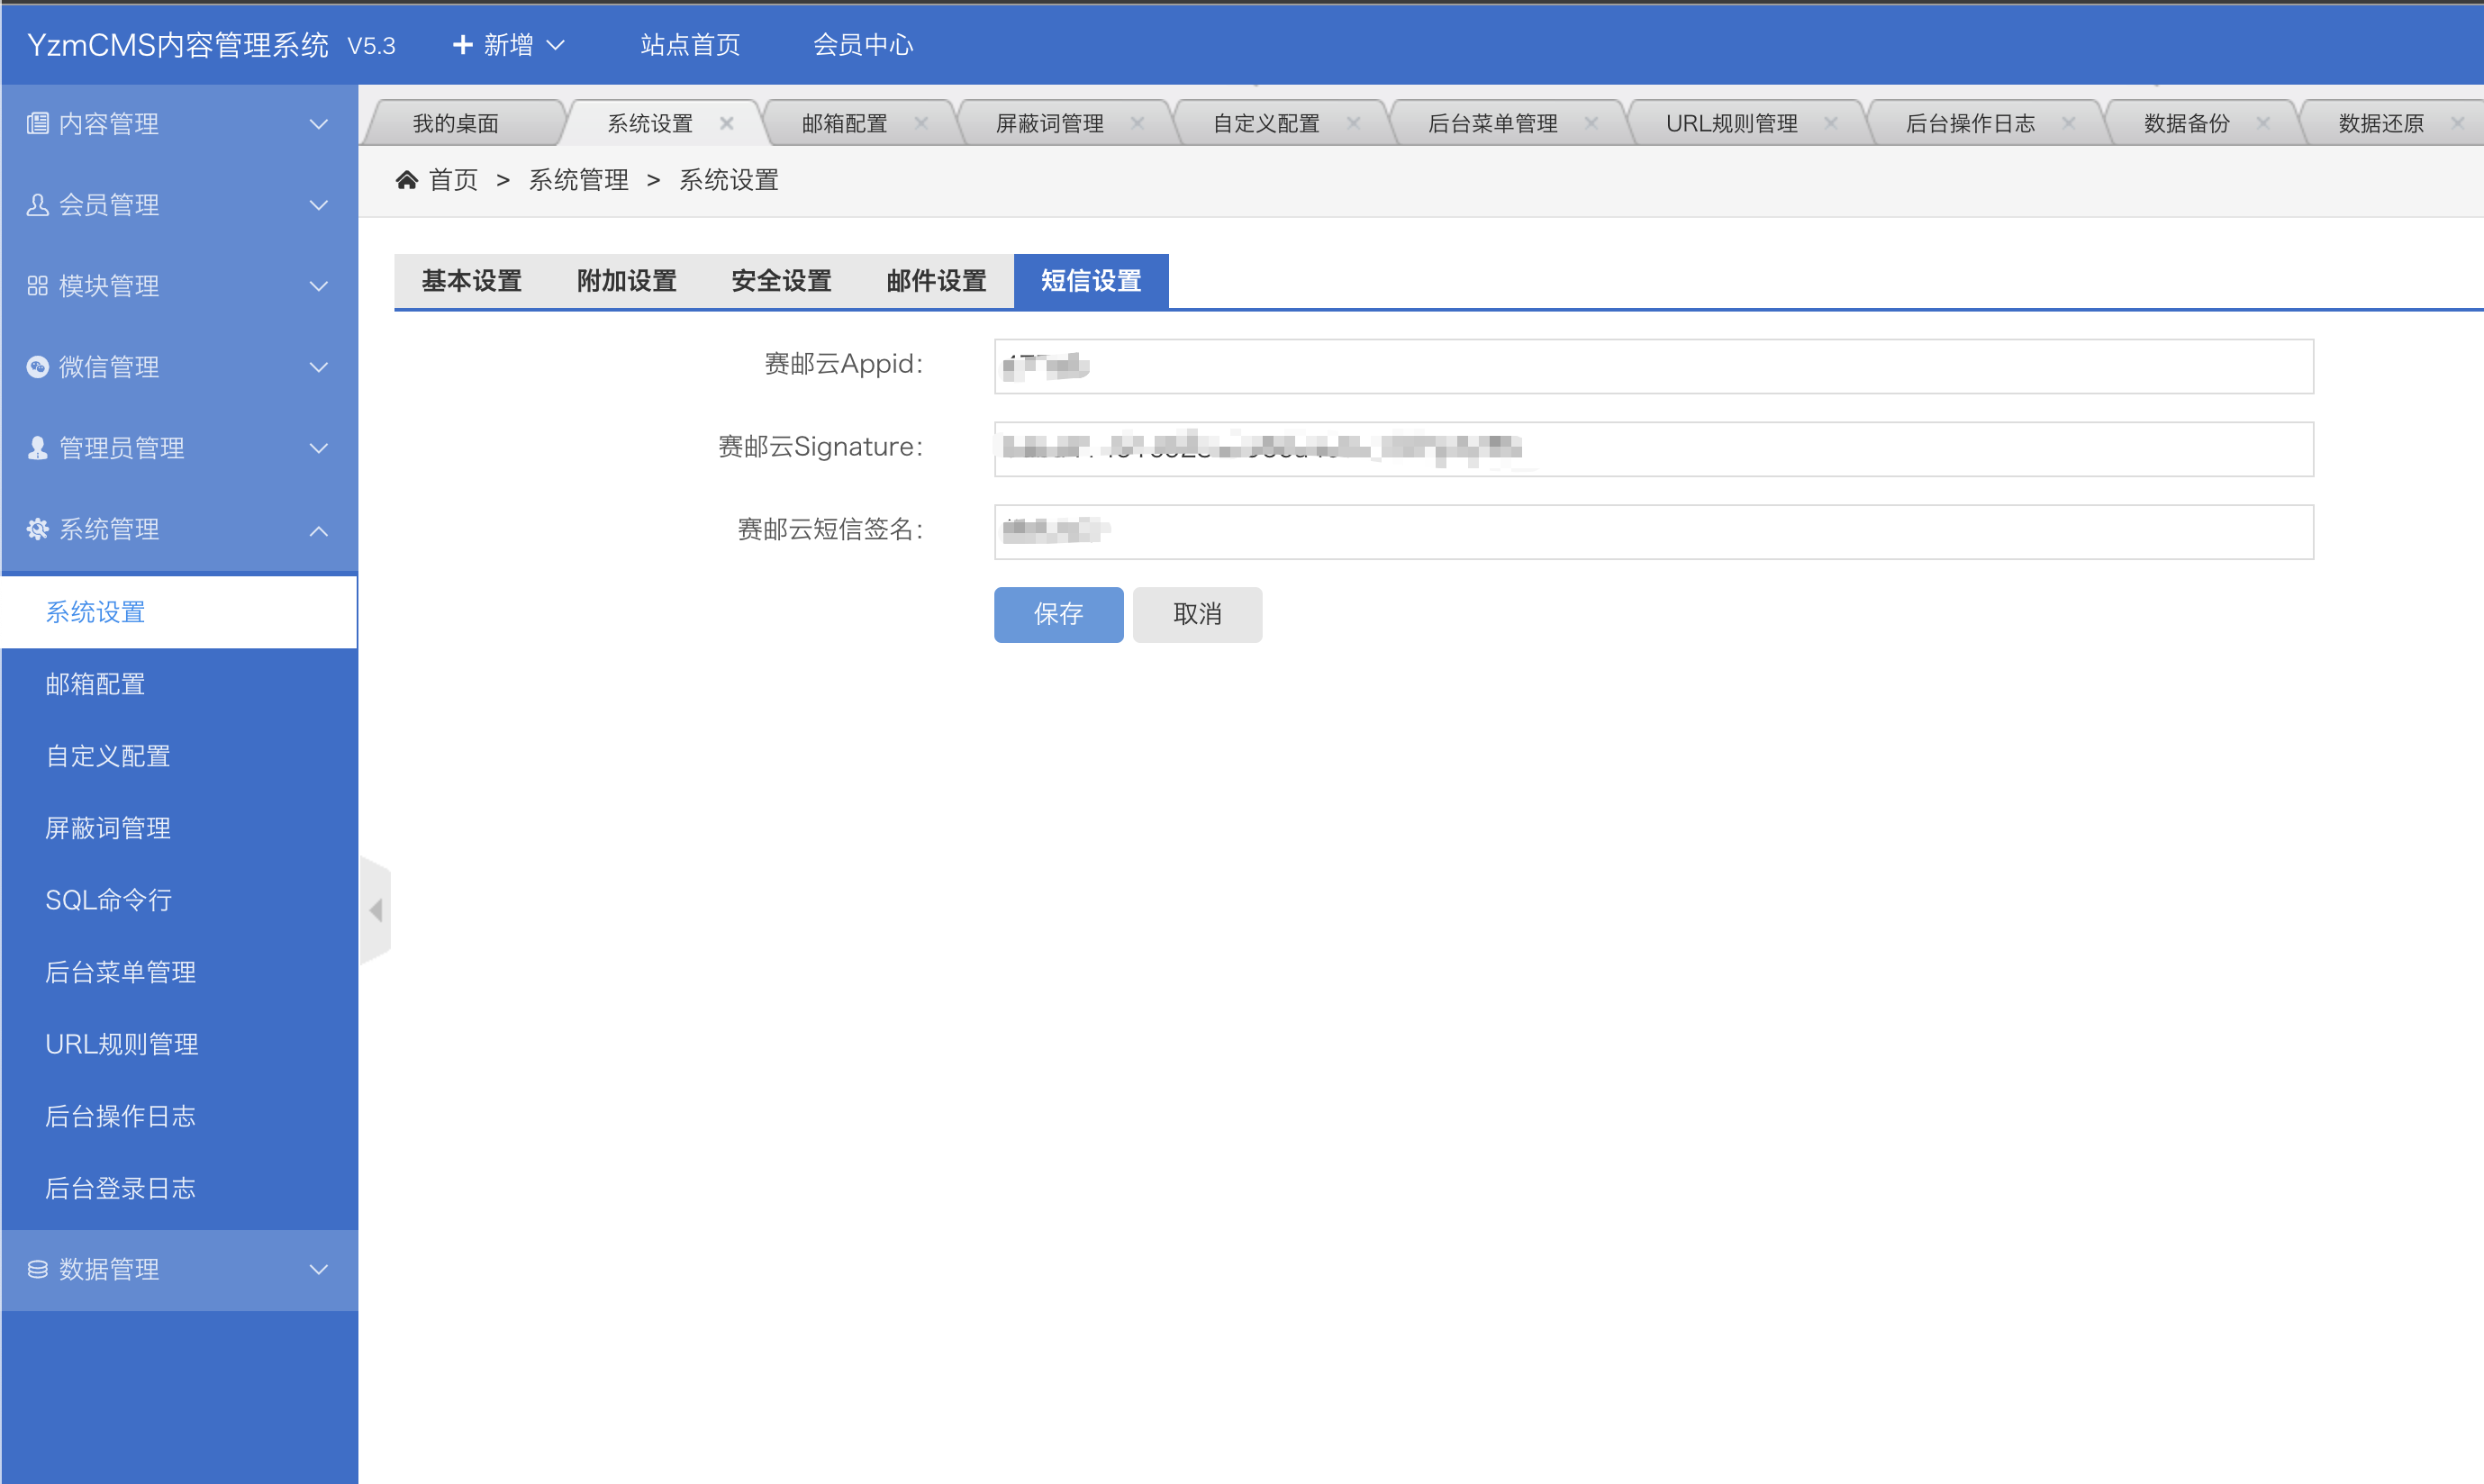 YzmCMS内容管理系统 V5.3 新增 站点首页 会员中心
内容管理
会员管理
模块管理
微信管理
管理员管理
系统管理
系统设置
邮箱配置
自定义配置
屏蔽词管理
SQL命令行
后台菜单管理
URL规则管理
后台操作日志
后台登录日志
数据管理
我的桌面 系统设置 邮箱配置 屏蔽词管理 自定义配置 后台菜单管理 URL规则管理 后台操作日志 数据备份 数据还原
首页 > 系统管理 > 系统设置
基本设置 附加设置 安全设置 邮件设置 短信设置
赛邮云Appid:
赛邮云Signature:
赛邮云短信签名:
保存 取消